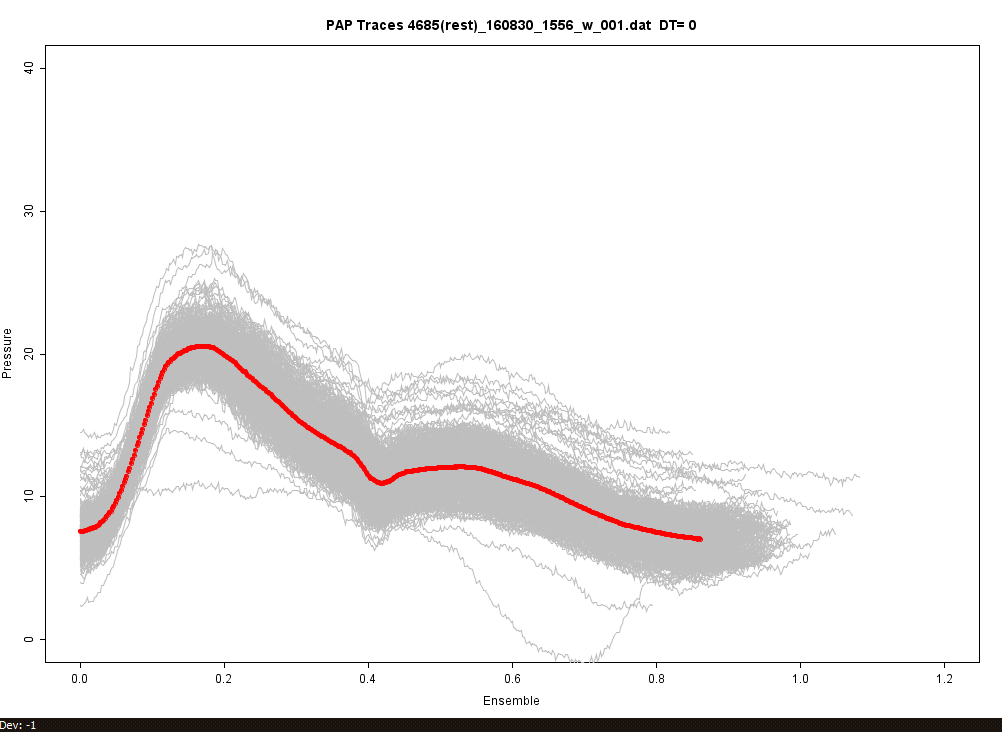 PAP Traces 4685(rest)_160830_1556_w_001.dat  DT= 0
40
30
20
10
0
Pressure
0.0 0.2 0.4 0.6 0.8 1.0 1.2
Ensemble
Dev: -1